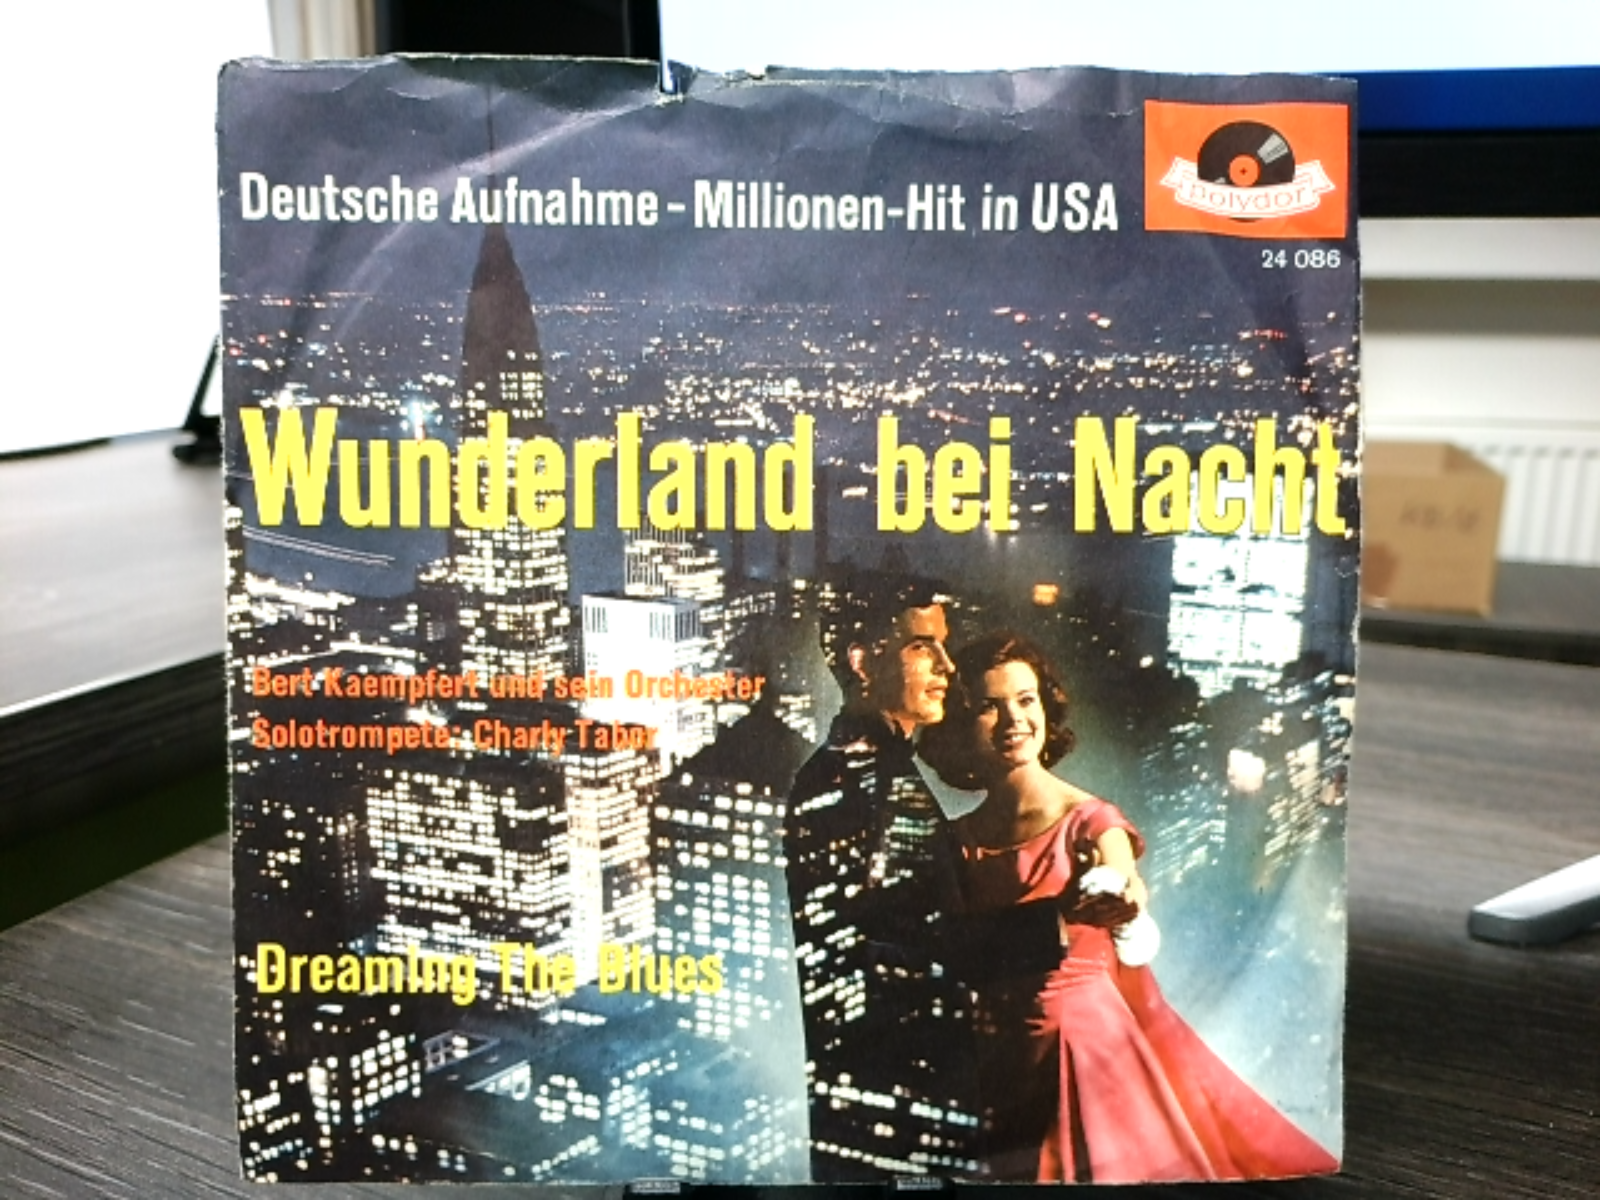 Deutsche Aufnahme - Millionen-Hit in USA
polydor
24 086
Wunderland bei Nacht
Bert Kaempfert und sein Orchester
Solotrompete: Charly Tabor
Dreaming The Blues